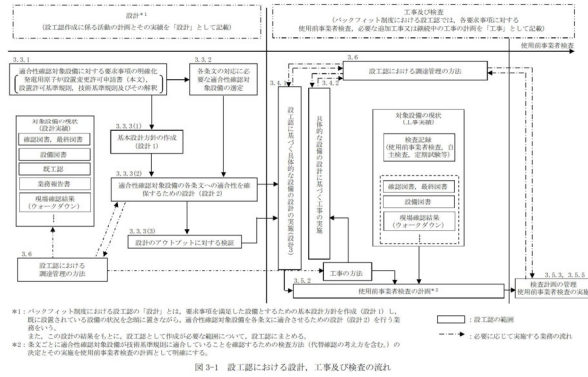 設計*1
(設工認作成に係る活動の計画とその実績を「設計」として記載)
工事及び検査
(バックフィット制度における設工認では、各要求事項に対する
使用前事業者検査,必要な追加工事又は継続中の工事の計画を「工事」として記載)
使用前事業者検査
3.3.1
適合性確認対象設備に対する要求事項の明確化
発電用原子炉設置変更許可申請書(本文),
設置許可基準規則,技術基準規則及びその解釈
3.3.2
各条文の対応に必
要な適合性確認対
象設備の選定
対象設備の現状
(設計実績)
確認図書,最終図書
設備図書
既工認
業務報告書
現場確認結果
(ウォークダウン)
3.3.3(1)
基本設計方針の作成
(設計1)
3.3.3(2)
適合性確認対象設備の各条文への適合性を確
保するための設計(設計2)
3.3.3(3)
設計のアウトプットに対する検証
3.6
設工認における
調達管理の方法
3.4.1
設工認に基づく具体的な設備の設計の実施(設計3)
3.4.2
具体的な設備の設計に基づく工事の実施
3.6
設工認における調達管理の方法
対象設備の現状
(工事実績)
検査記録
(使用前事業者検査,自
主検査,定期試験等)
確認図書,最終図書
設備図書
現場確認結果
(ウォークダウン)
工事の方法
3.5.2
使用前事業者検査の計画*2
3.5.3, 3.5.5
検査計画の管理
使用前事業者検査の実施
*1:バックフィット制度における設工認の「設計」とは,要求事項を満足した設備とするための基本設計方針を作成(設計1)し,
既に設置されている設備の状況を念頭に置きながら,適合性確認対象設備を各条文に適合させるための設計(設計2)を行う業
務をいう。
また,この設計の結果をもとに,設工認として作成が必要な範囲について,設工認にまとめる。
*2:条文ごとに適合性確認対象設備が技術基準規則に適合していることを確認するための検査方法(代替確認の考え方を含む。)の
決定とその実施を使用前事業者検査の計画として明確にする。
:設工認の範囲
:必要に応じて実施する業務の流れ
図 3-1 設工認における設計,工事及び検査の流れ